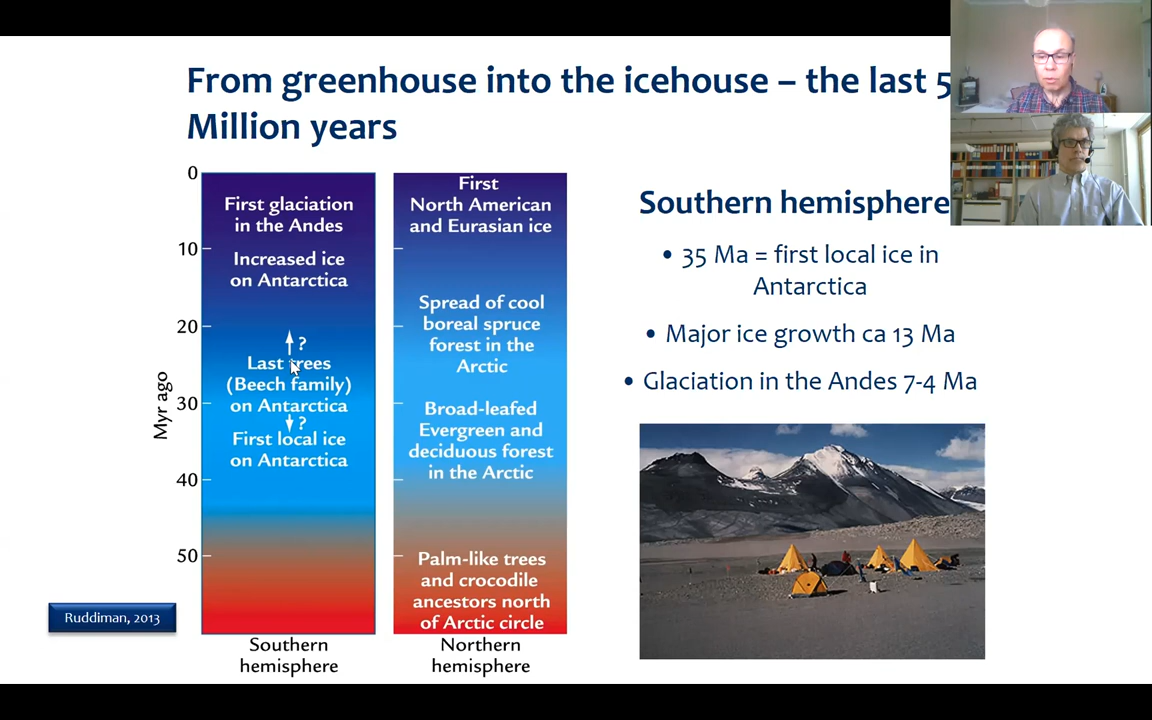 From greenhouse into the icehouse – the last 5
Million years
0
10
20
30
40
50
Myr ago
First glaciation
in the Andes
Increased ice
on Antarctica
?
Last trees
(Beech family)
on Antarctica
?
First local ice
on Antarctica
Southern
hemisphere
First
North American
and Eurasian ice
Spread of cool
boreal spruce
forest in the
Arctic
Broad-leafed
Evergreen and
deciduous forest
in the Arctic
Palm-like trees
and crocodile
ancestors north
of Arctic circle
Northern
hemisphere
Ruddiman, 2013
Southern hemisphere
• 35 Ma = first local ice in
Antarctica
• Major ice growth ca 13 Ma
• Glaciation in the Andes 7-4 Ma